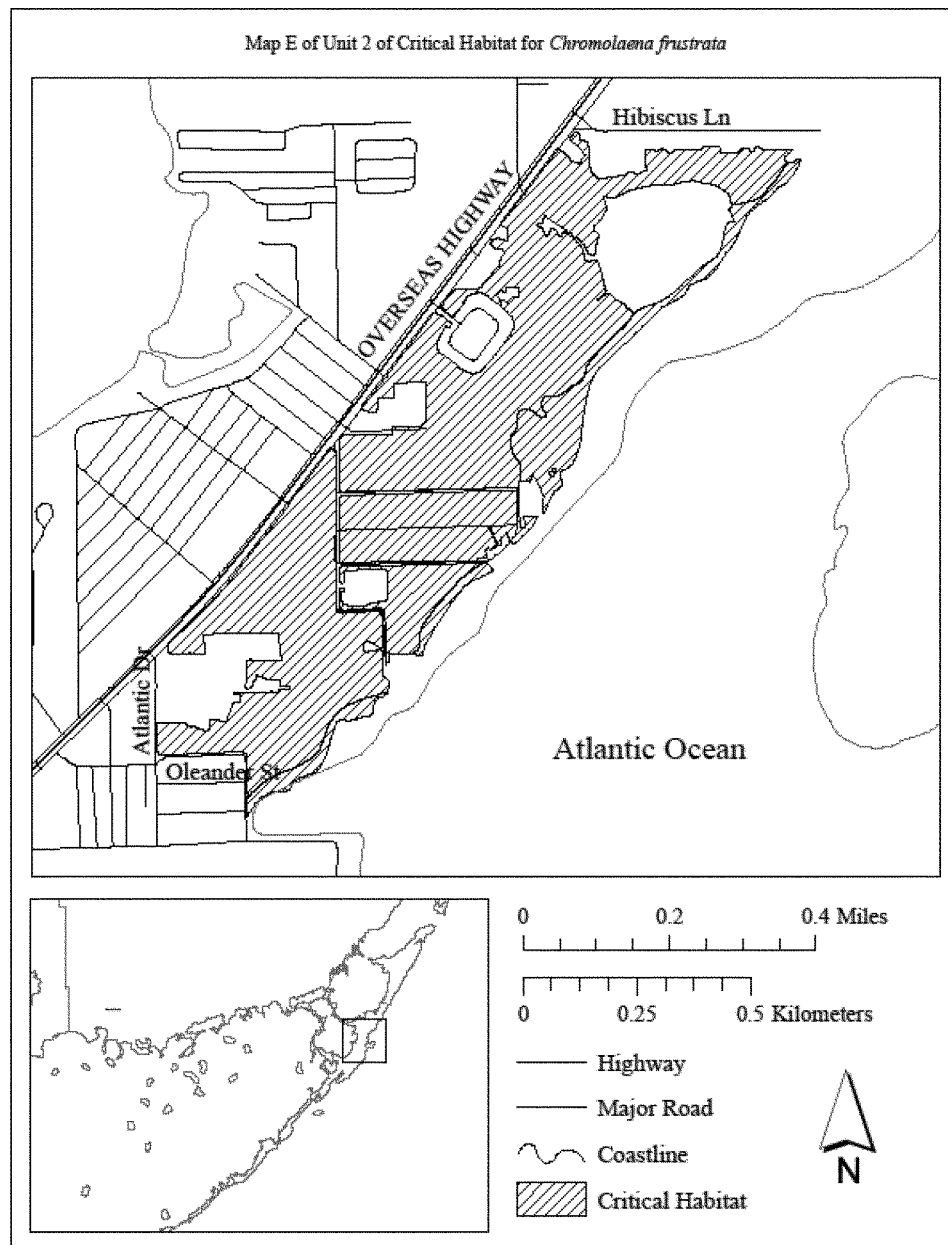 Map E of Unit 2 of Critical Habitat for Chromolaena frustrata
Hibiscus Ln
OVERSEAS HIGHWAY
Atlantic Dr
Oleander St
Atlantic Ocean
0 0.2 0.4 Miles
0 0.25 0.5 Kilometers
Highway
Major Road
Coastline
Critical Habitat
N